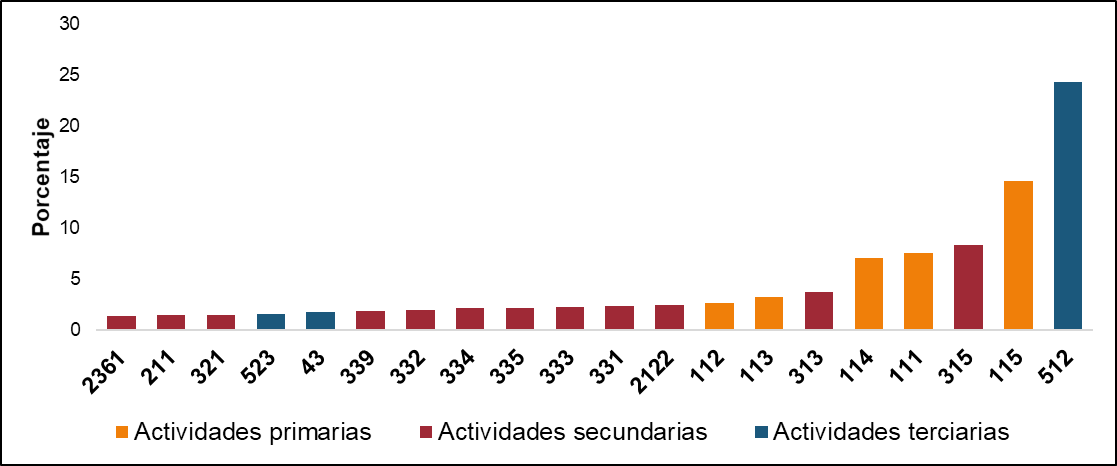 30
25
20
15
10
5
0
Porcentaje
2361 211 321 523 43 339 332 334 335 333 331 2122 112 113 313 114 111 315 115 512
Actividades primarias Actividades secundarias Actividades terciarias